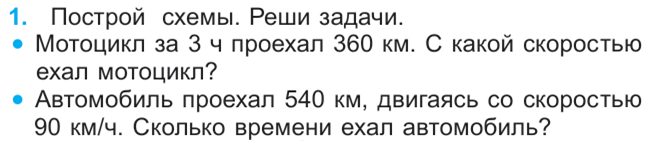 1. Построй схемы. Реши задачи.
• Мотоцикл за 3 ч проехал 360 км. С какой скоростью
ехал мотоцикл?
• Автомобиль проехал 540 км, двигаясь со скоростью
90 км/ч. Сколько времени ехал автомобиль?